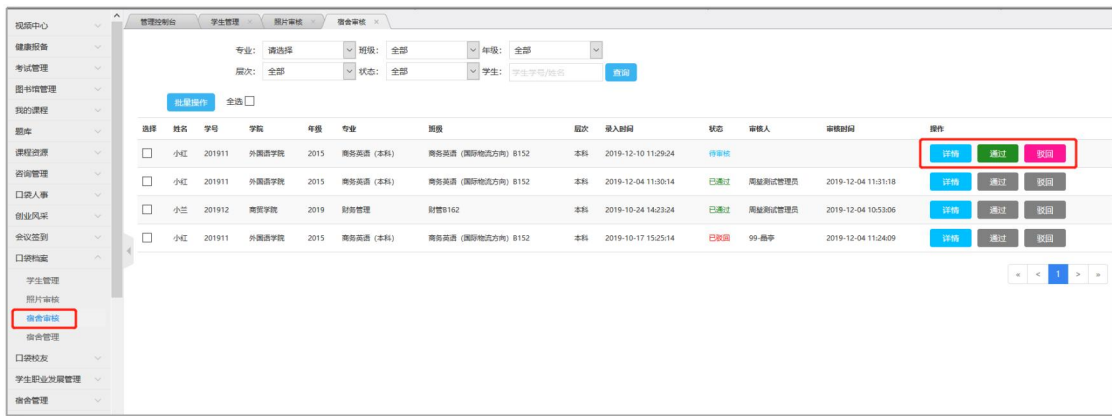 管理控制台 学生管理 照片审核 宿舍审核
视频中心
健康报备
考试管理
图书馆管理
我的课程
题库
课程资源
咨询管理
口袋人事
创业风采
会议签到
口袋档案
学生管理
照片审核
宿舍审核
宿舍管理
口袋校友
学生职业发展管理
宿舍管理
专业: 请选择 班级: 全部 年级: 全部
层次: 全部 状态: 全部 学生: 学生学号/姓名 查询
批量操作 全选
选择 姓名 学号 学院 年级 专业 班级 层次 录入时间 状态 审核人 审核时间 操作
小红 201911 外国语学院 2015 商务英语 (本科) 商务英语 (国际物流方向) B152 本科 2019-12-10 11:29:24 待审核 详情 通过 驳回
小红 201911 外国语学院 2015 商务英语 (本科) 商务英语 (国际物流方向) B152 本科 2019-12-04 11:30:14 已通过 2019-12-04 11:31:18 详情 通过 驳回
小兰 201912 商贸学院 2019 财务管理 财管B162 本科 2019-10-24 14:23:24 已通过 2019-12-04 10:53:06 详情 通过 驳回
小红 201911 外国语学院 2015 商务英语 (本科) 商务英语 (国际物流方向) B152 本科 2019-10-17 15:25:14 已驳回 2019-12-04 11:24:09 详情 通过 驳回
« < 1 > »